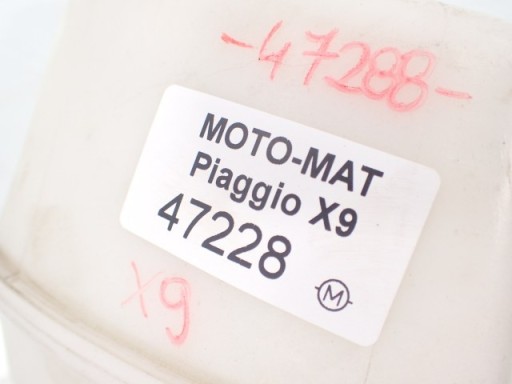 -47288-
MOTO-MAT
Piaggio X9
47228
M
X9